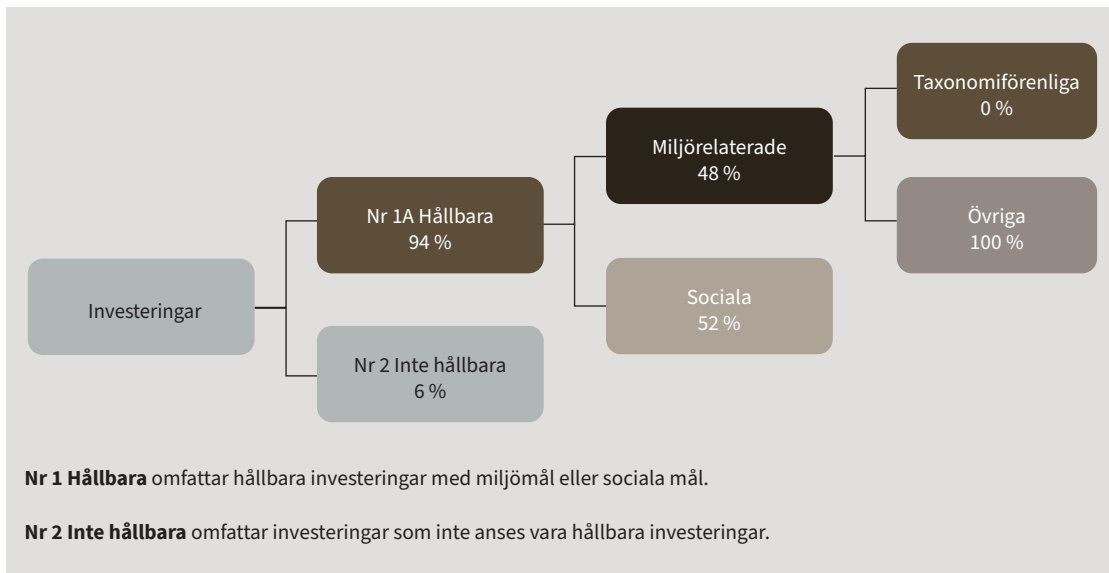 Investeringar
Nr 1A Hållbara
94 %
Nr 2 Inte hållbara
6 %
Miljörelaterade
48 %
Sociala
52 %
Taxonomiförenliga
0 %
Övriga
100 %
Nr 1 Hållbara omfattar hållbara investeringar med miljömål eller sociala mål.
Nr 2 Inte hållbara omfattar investeringar som inte anses vara hållbara investeringar.